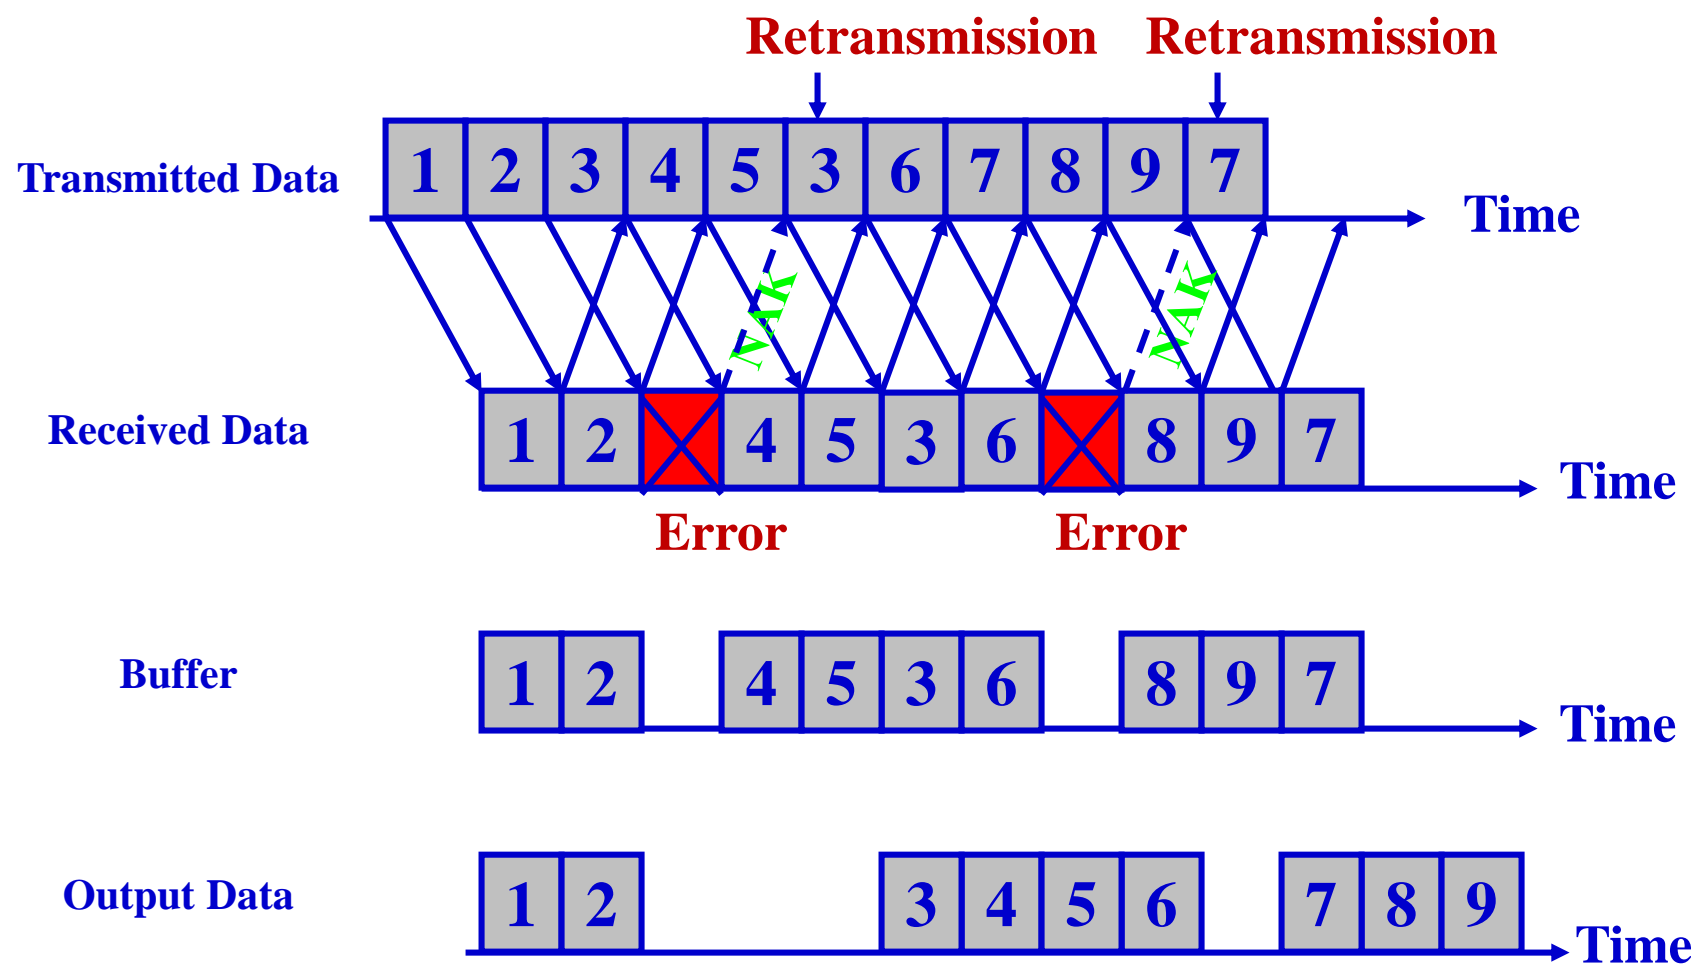 Retransmission Retransmission
Transmitted Data 1 2 3 4 5 3 6 7 8 9 7 Time
NAK NAK
Received Data 1 2 4 5 3 6 8 9 7 Time
Error Error
Buffer 1 2 4 5 3 6 8 9 7 Time
Output Data 1 2 3 4 5 6 7 8 9 Time